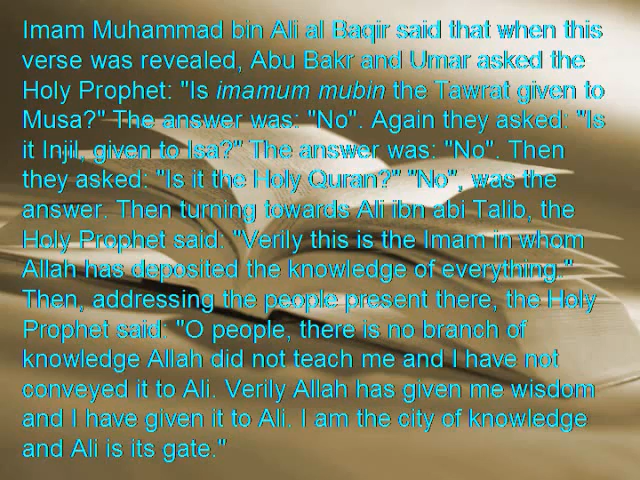 Imam Muhammad bin Ali al Baqir said that when this
verse was revealed, Abu Bakr and Umar asked the
Holy Prophet: "Is imamum mubin the Tawrat given to
Musa?" The answer was: "No". Again they asked: "Is
it Injil, given to Isa?" The answer was: "No". Then
they asked: "Is it the Holy Quran?" "No", was the
answer. Then turning towards Ali ibn abi Talib, the
Holy Prophet said: "Verily this is the Imam in whom
Allah has deposited the knowledge of everything."
Then, addressing the people present there, the Holy
Prophet said: "O people, there is no branch of
knowledge Allah did not teach me and I have not
conveyed it to Ali. Verily Allah has given me wisdom
and I have given it to Ali. I am the city of knowledge
and Ali is its gate."